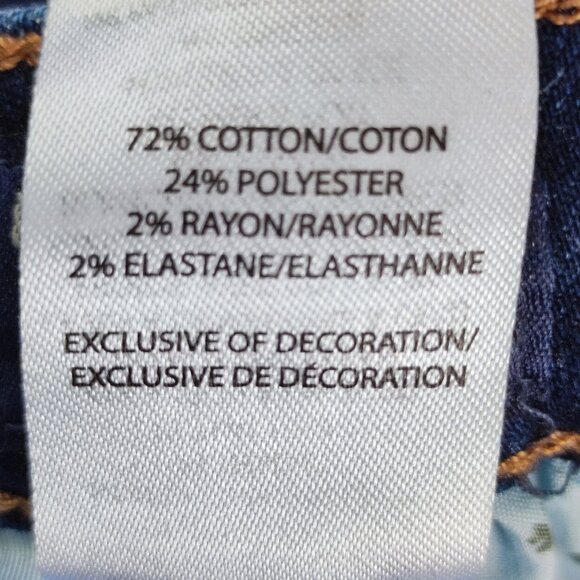 72% COTTON/COTON
24% POLYESTER
2% RAYON/RAYONNE
2% ELASTANE/ELASTHANNE
EXCLUSIVE OF DECORATION/
EXCLUSIVE DE DÉCORATION